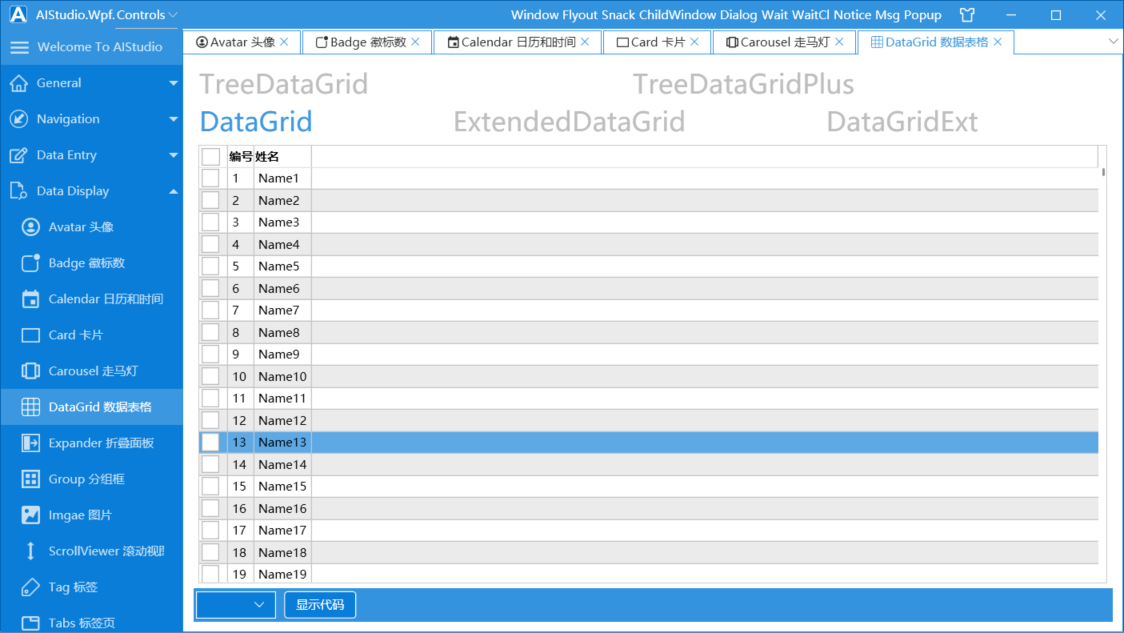 AIStudio.Wpf.Controls
Window Flyout Snack ChildWindow Dialog Wait WaitCl Notice Msg Popup
Welcome To AIStudio
General
Navigation
Data Entry
Data Display
Avatar 头像
Badge 徽标数
Calendar 日历和时间
Card 卡片
Carousel 走马灯
DataGrid 数据表格
Expander 折叠面板
Group 分组框
Imgae 图片
ScrollViewer 滚动视
Tag 标签
Tabs 标签页
Avatar 头像
Badge 徽标数
Calendar 日历和时间
Card 卡片
Carousel 走马灯
DataGrid 数据表格
TreeDataGrid
TreeDataGridPlus
DataGrid
ExtendedDataGrid
DataGridExt
编号 姓名
1 Name1
2 Name2
3 Name3
4 Name4
5 Name5
6 Name6
7 Name7
8 Name8
9 Name9
10 Name10
11 Name11
12 Name12
13 Name13
14 Name14
15 Name15
16 Name16
17 Name17
18 Name18
19 Name19
显示代码